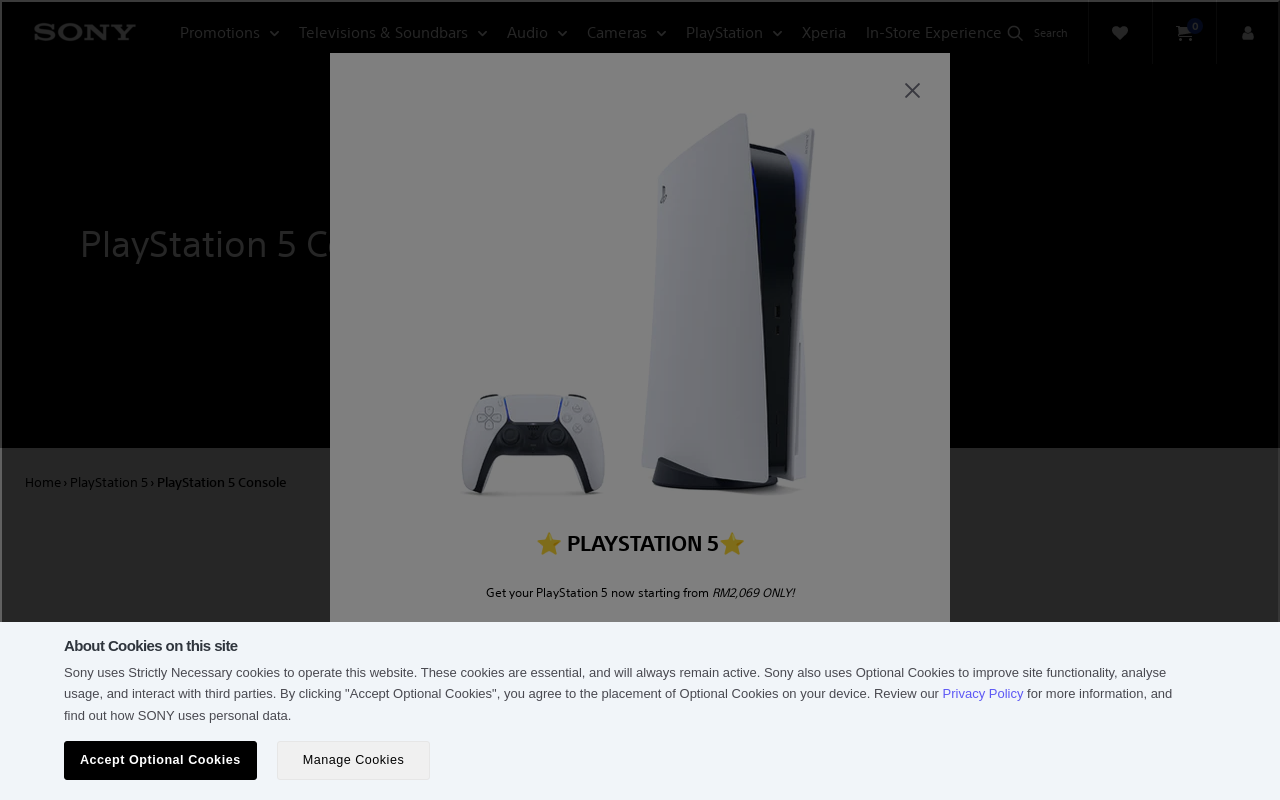 SONY
Promotions
Televisions & Soundbars
Audio
Cameras
PlayStation
Xperia
In-Store Experience
Search
0
PlayStation 5 C
Home › PlayStation 5 › PlayStation 5 Console
⭐ PLAYSTATION 5⭐
Get your PlayStation 5 now starting from RM2,069 ONLY!
About Cookies on this site
Sony uses Strictly Necessary cookies to operate this website. These cookies are essential, and will always remain active. Sony also uses Optional Cookies to improve site functionality, analyse
usage, and interact with third parties. By clicking "Accept Optional Cookies", you agree to the placement of Optional Cookies on your device. Review our Privacy Policy for more information, and
find out how SONY uses personal data.
Accept Optional Cookies
Manage Cookies